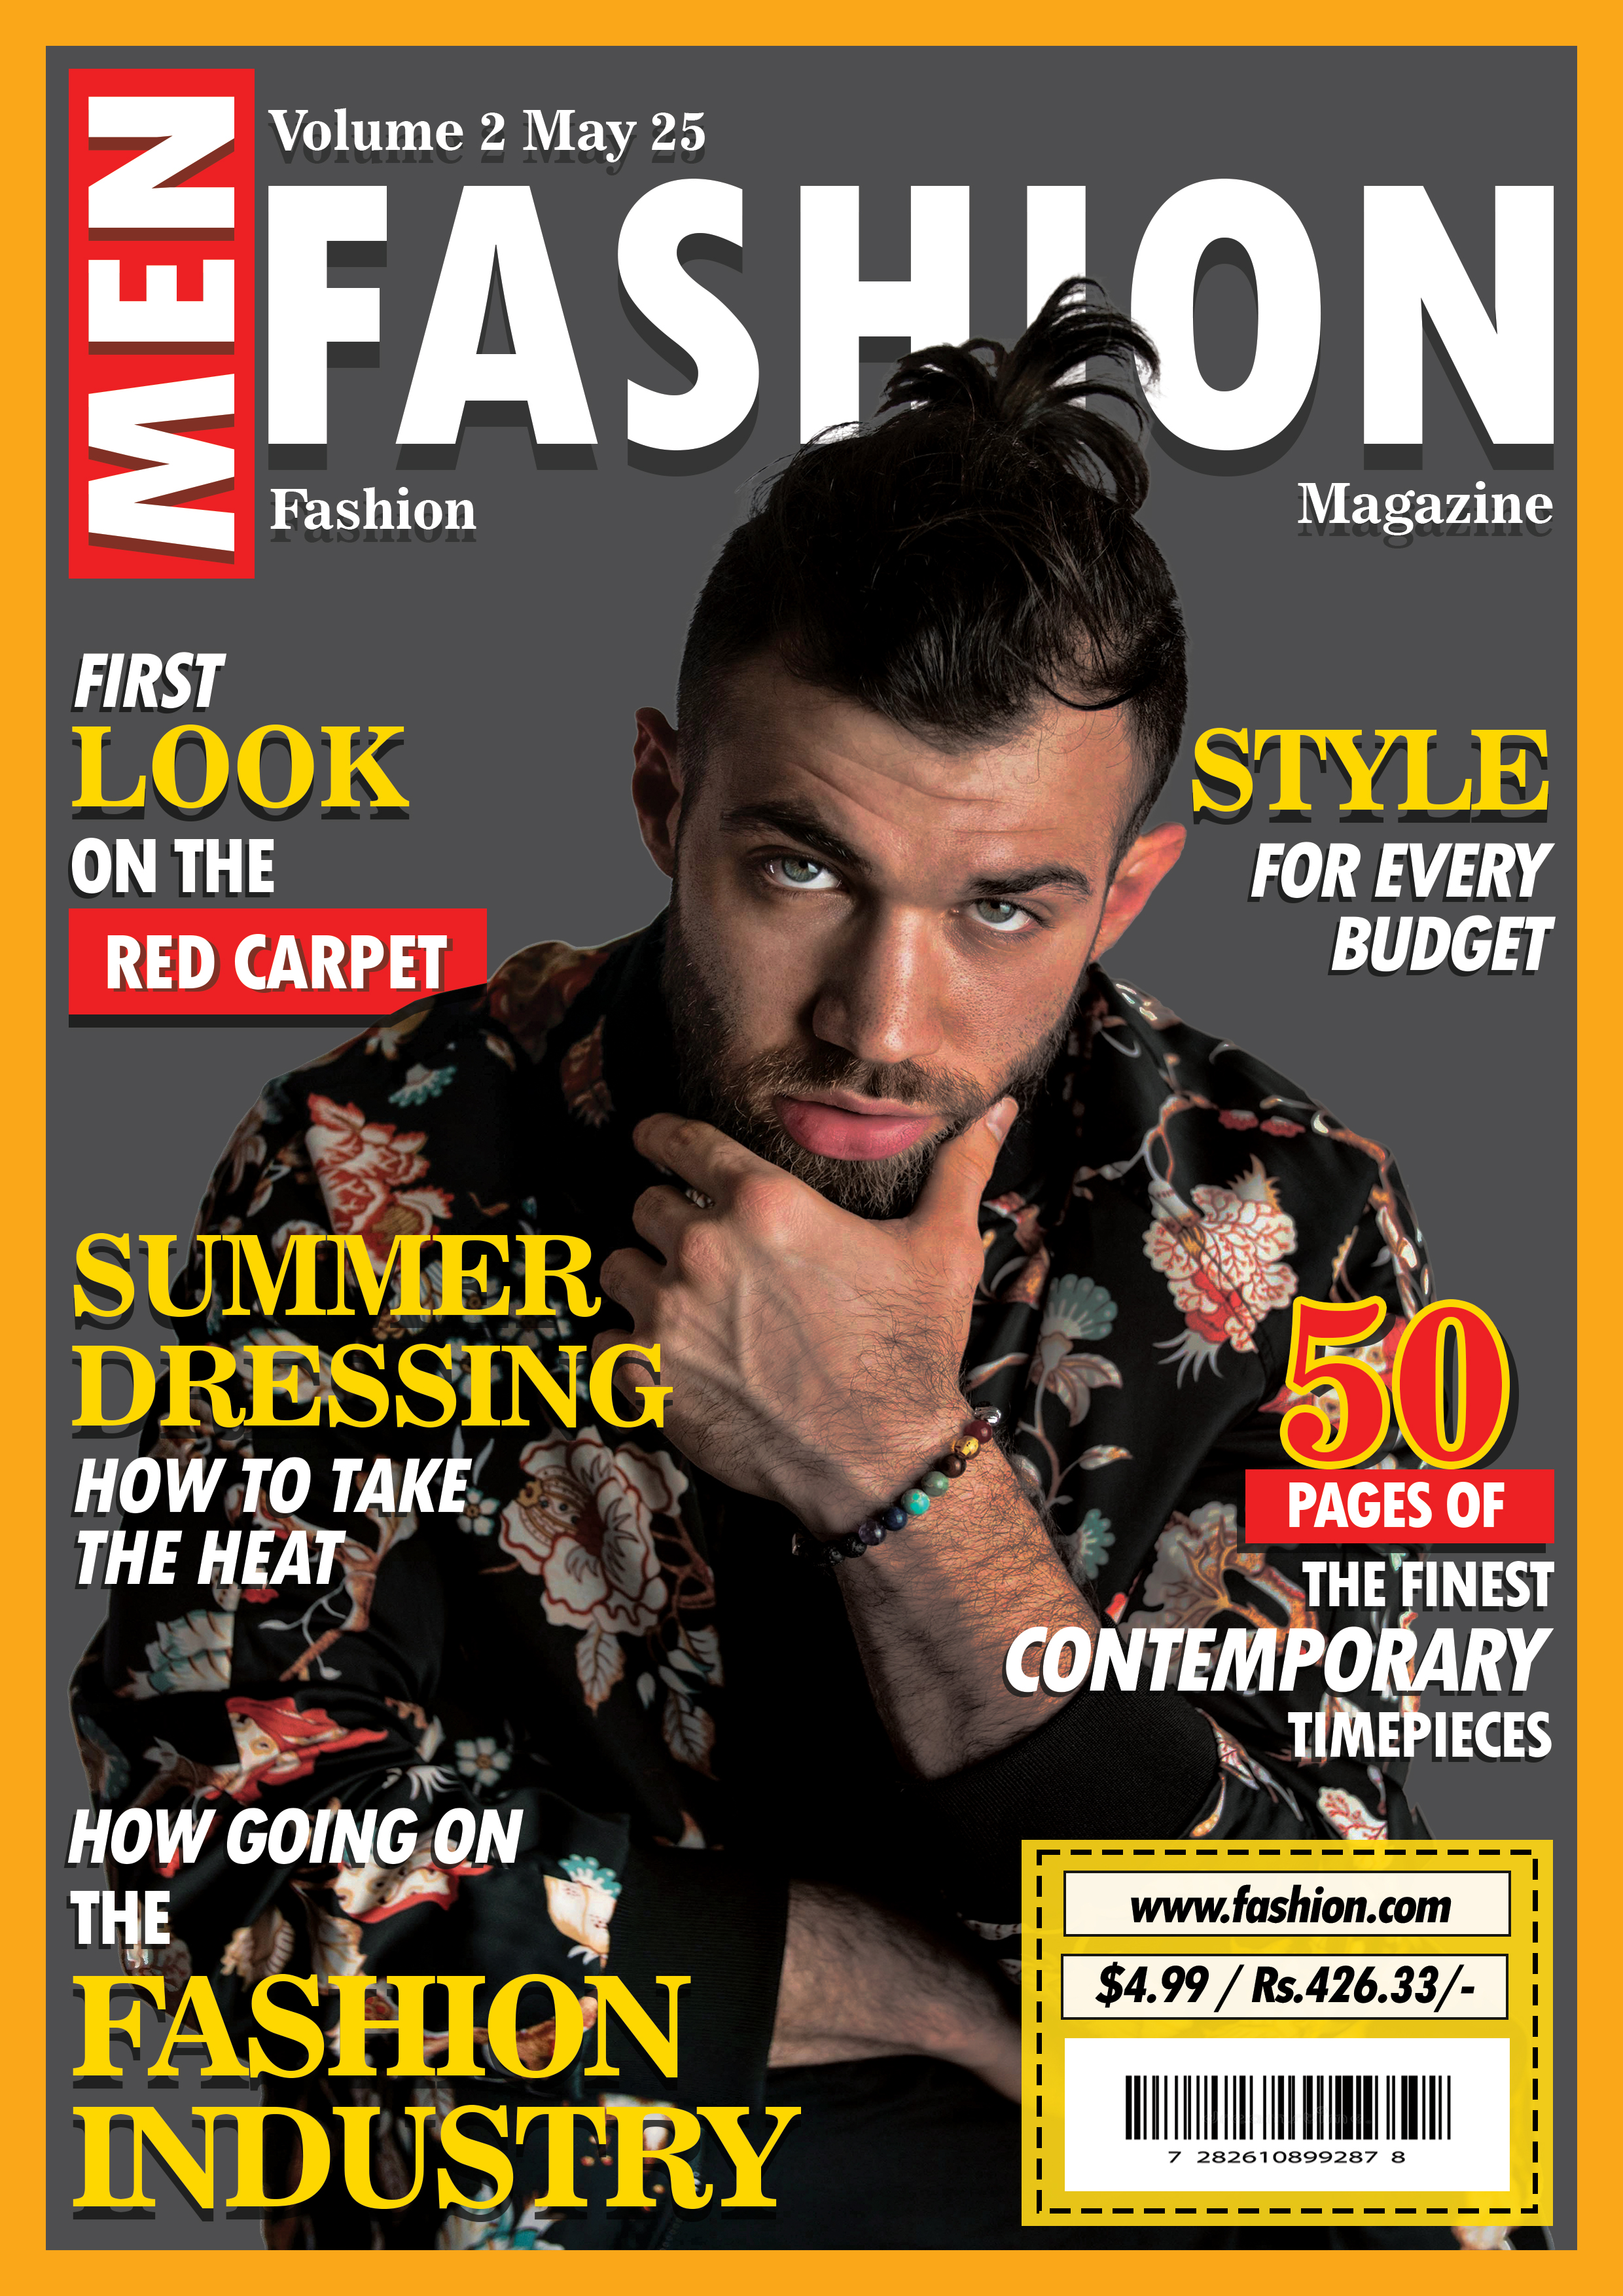 MEN
Volume 2 May 25
FASHION
Fashion
Magazine
FIRST
LOOK
ON THE
RED CARPET
STYLE
FOR EVERY
BUDGET
SUMMER
DRESSING
HOW TO TAKE
THE HEAT
50
PAGES OF
THE FINEST
CONTEMPORARY
TIMEPIECES
HOW GOING ON
THE
FASHION
INDUSTRY
www.fashion.com
$4.99 / Rs.426.33/-
7 282610899287 8